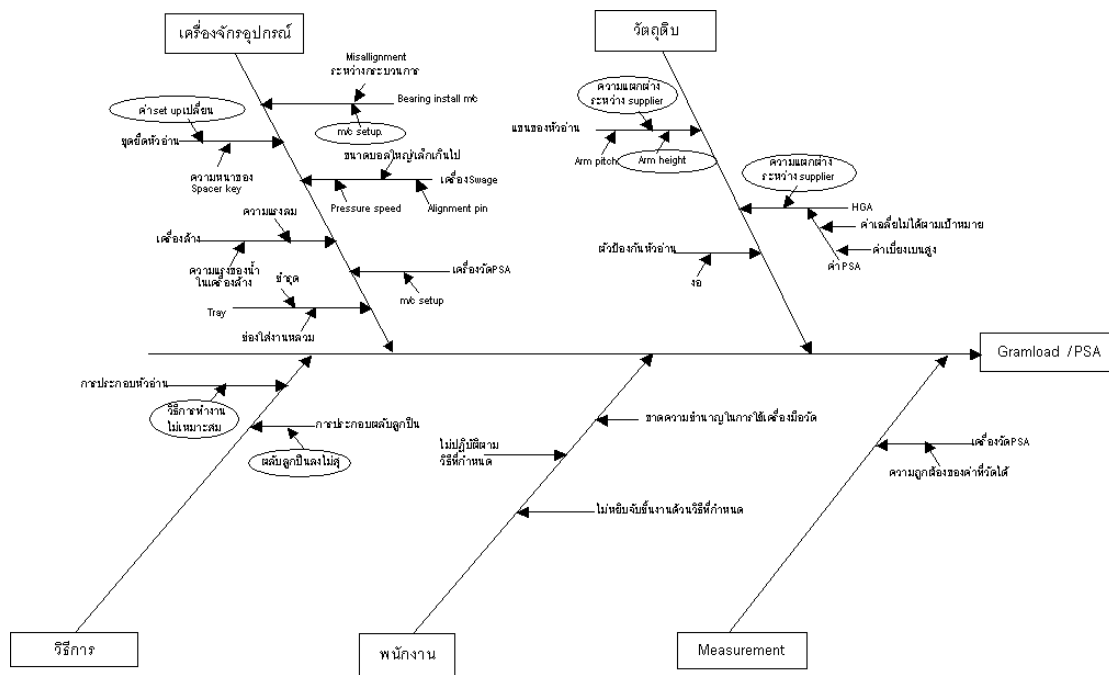 เครื่องจักรอุปกรณ์
วัตถุดิบ
Misallignment
ระหว่างกระบวนการ
Bearing install m/c
m/c setup.
ค่า set upเปลี่ยน
ชุดยึดหัวอ่าน
ความหนาของ
Spacer key
ขนาดบอลใหญ่/เล็กเกินไป
เครื่องSwage
Pressure speed
Alignment pin
ความแรงลม
เครื่องล้าง
ความแรงของน้ำ
ในเครื่องล้าง
เครื่องวัดPSA
m/c setup
ชำรุด
Tray
ช่องใส่งานหลวม
ความแตกต่าง
ระหว่าง supplier
แขนของหัวอ่าน
Arm pitch
Arm height
ความแตกต่าง
ระหว่าง supplier
HGA
ค่าเฉลี่ยไม่ได้ตามเป้าหมาย
ค่าเบี่ยงเบนสูง
ค่า PSA
ตัวป้องกันหัวอ่าน
งอ
Gramload /PSA
การประกอบหัวอ่าน
วิธีการทำงาน
ไม่เหมาะสม
การประกอบตลับลูกปืน
ตลับลูกปืนลงไม่สุ
ขาดความชำนาญในการใช้เครื่องมือวัด
ไม่ปฏิบัติตาม
วิธีที่กำหนด
ไม่หยิบจับชิ้นงานด้วนวิธีที่กำหนด
เครื่องวัดPSA
ความถูกต้องของค่าที่วัดได้
วิธีการ
พนักงาน
Measurement